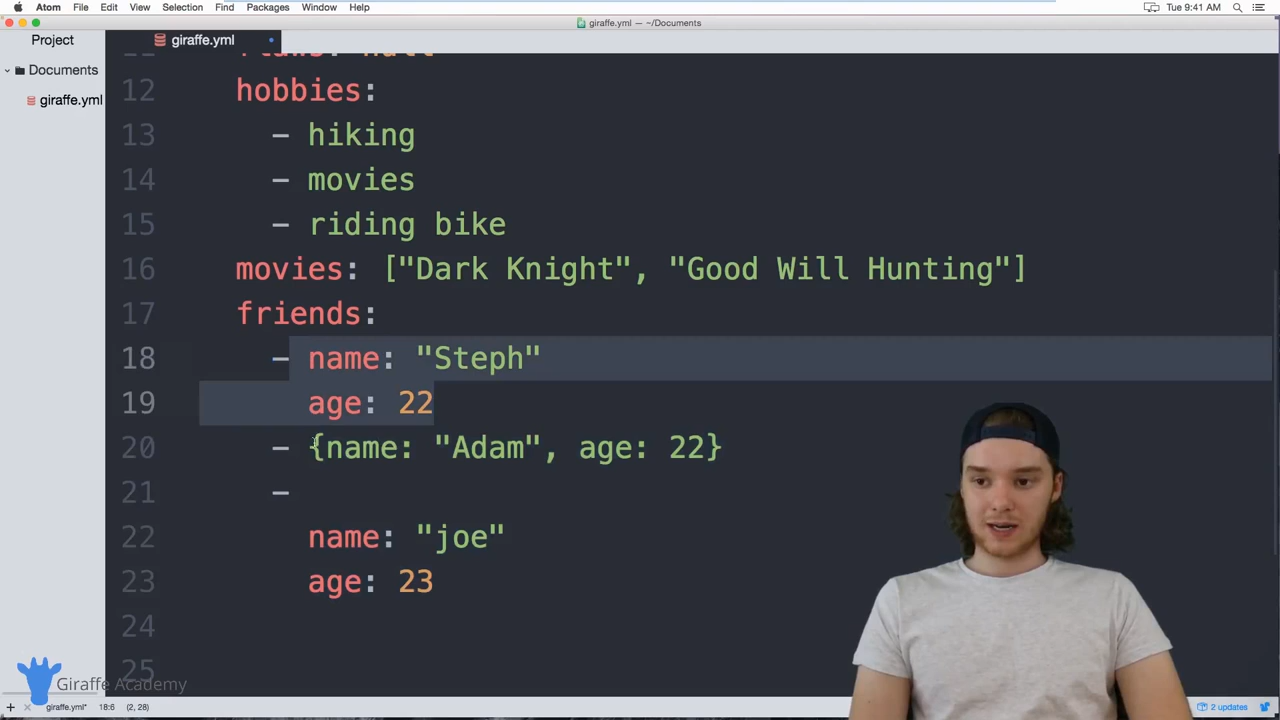 Atom File Edit View Selection Find Packages Window Help Tue 9:41 AM
giraffe.yml — ~/Documents
Project giraffe.yml
Documents
giraffe.yml
12 hobbies:
13 - hiking
14 - movies
15 - riding bike
16 movies: ["Dark Knight", "Good Will Hunting"]
17 friends:
18 - name: "Steph"
19 age: 22
20 - {name: "Adam", age: 22}
21 -
22 name: "joe"
23 age: 23
24
25
Giraffe Academy
giraffe.yml* 18:6 (2, 28) 2 updates